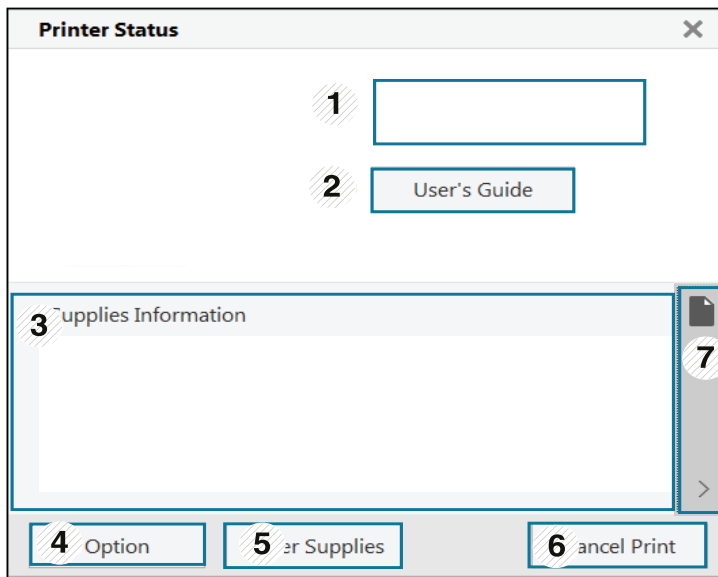 Printer Status
1
2 User's Guide
3 upplies Information
7
4 Option 5 er Supplies 6 ancel Print